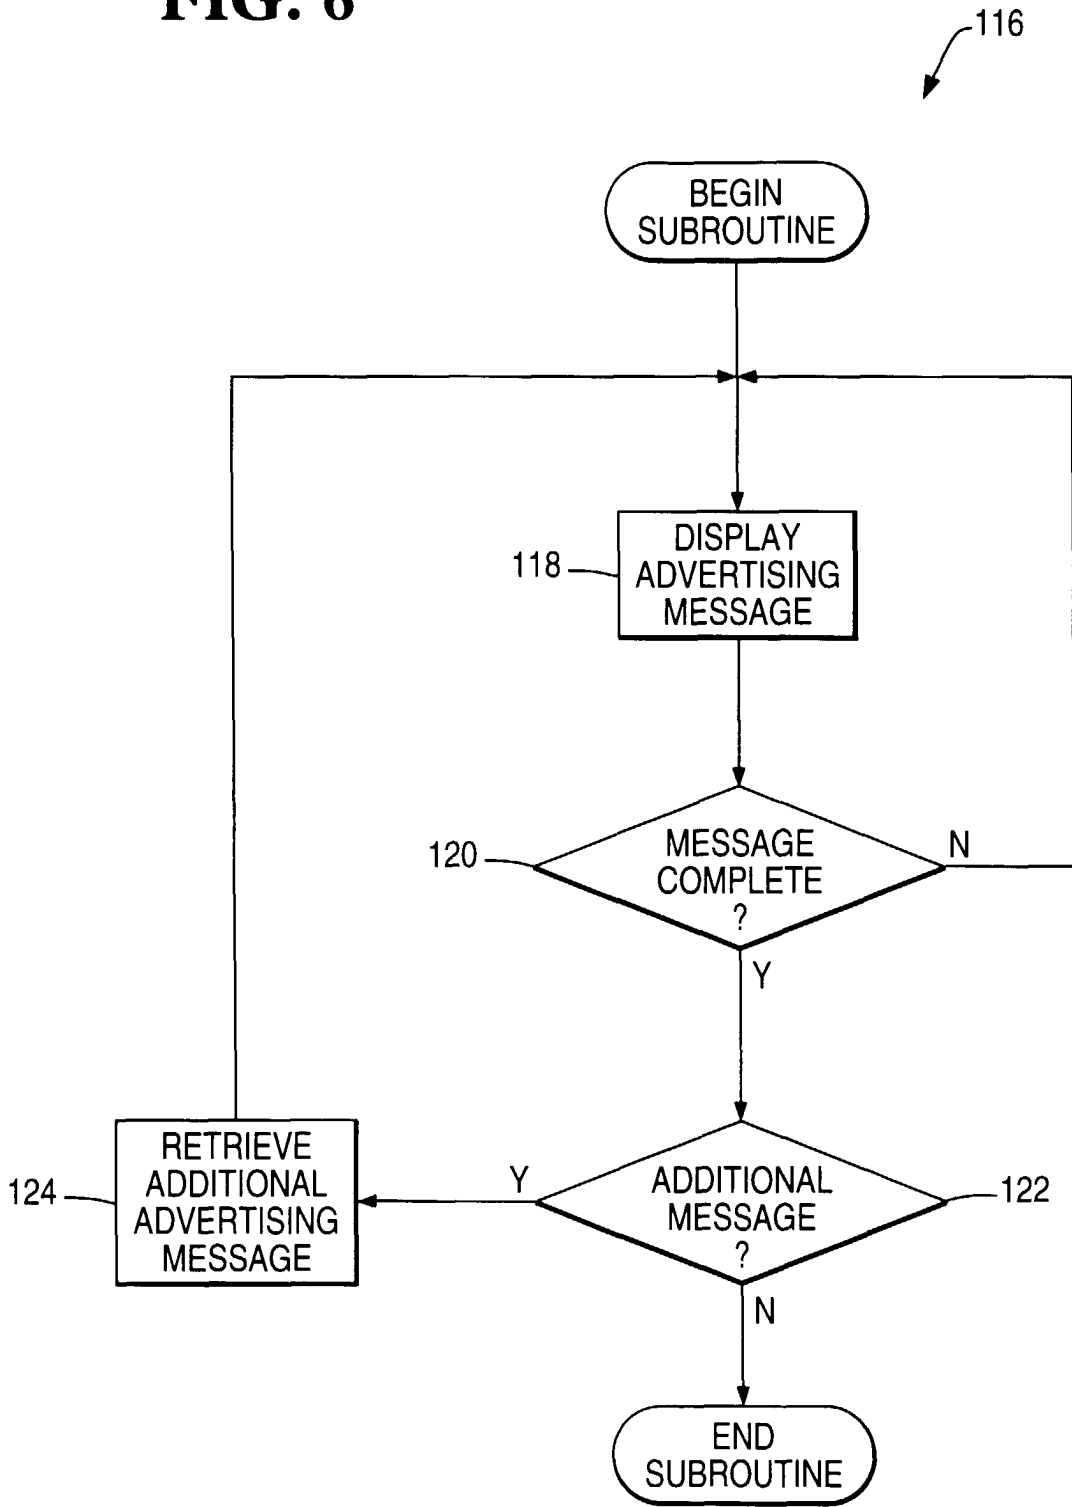 FIG. 6
116
BEGIN
SUBROUTINE
118
DISPLAY
ADVERTISING
MESSAGE
120
MESSAGE
COMPLETE
?
N
Y
124
RETRIEVE
ADDITIONAL
ADVERTISING
MESSAGE
Y
ADDITIONAL
MESSAGE
?
122
N
END
SUBROUTINE